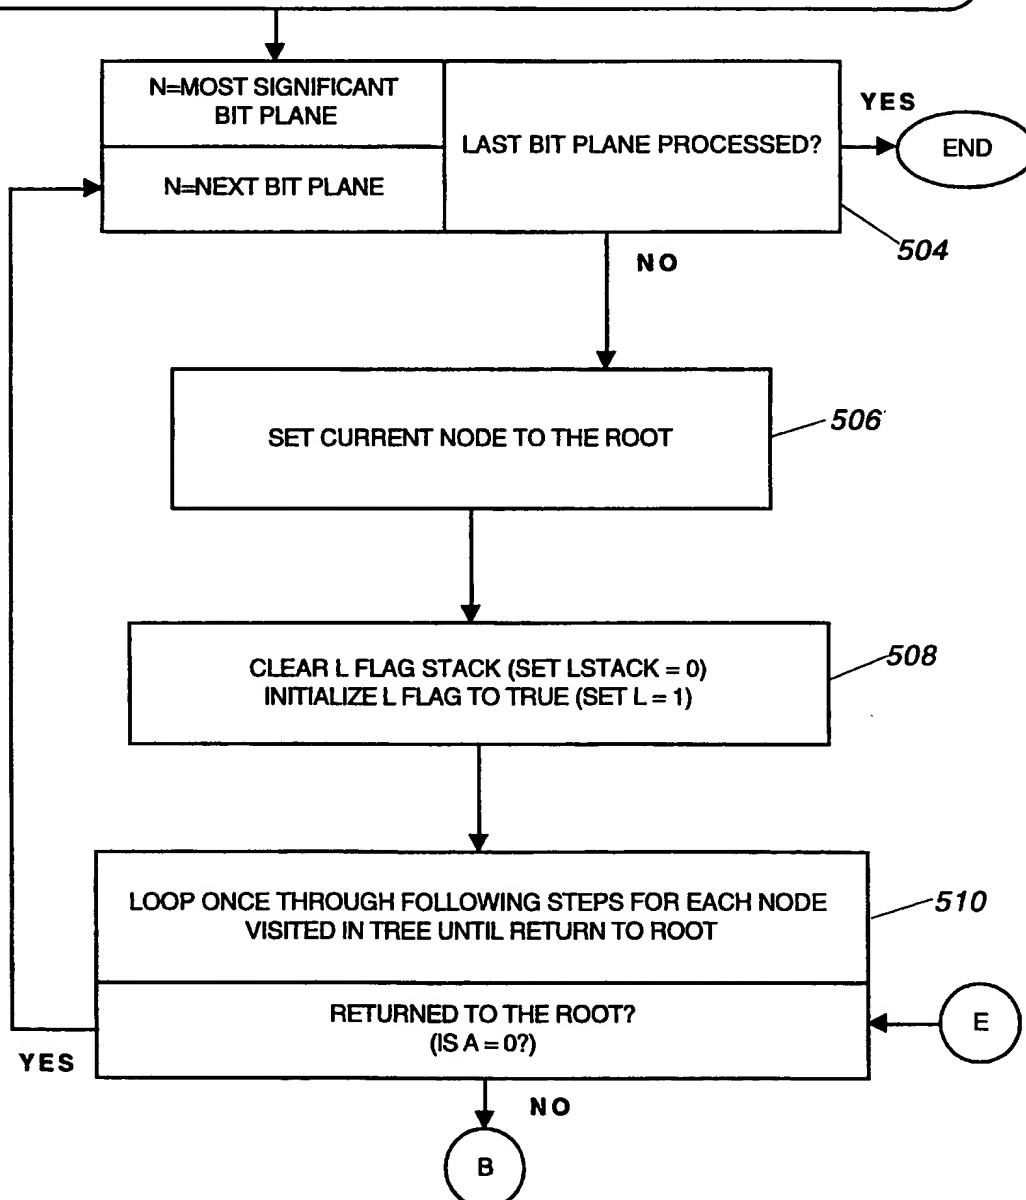 N=MOST SIGNIFICANT
BIT PLANE
N=NEXT BIT PLANE
LAST BIT PLANE PROCESSED?
YES
END
504
NO
SET CURRENT NODE TO THE ROOT
506
CLEAR L FLAG STACK (SET LSTACK = 0)
INITIALIZE L FLAG TO TRUE (SET L = 1)
508
LOOP ONCE THROUGH FOLLOWING STEPS FOR EACH NODE
VISITED IN TREE UNTIL RETURN TO ROOT
510
RETURNED TO THE ROOT?
(IS A = 0?)
E
YES
NO
B